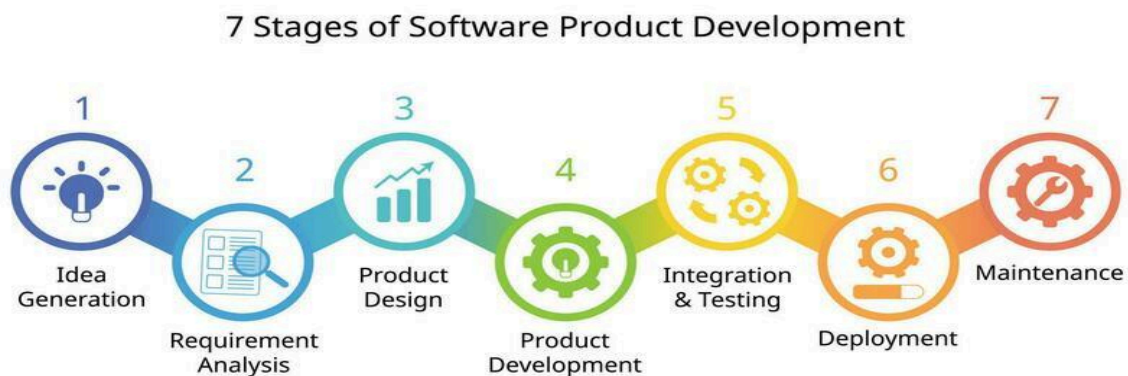 7 Stages of Software Product Development
1
Idea
Generation
2
Requirement
Analysis
3
Product
Design
4
Product
Development
5
Integration
& Testing
6
Deployment
7
Maintenance